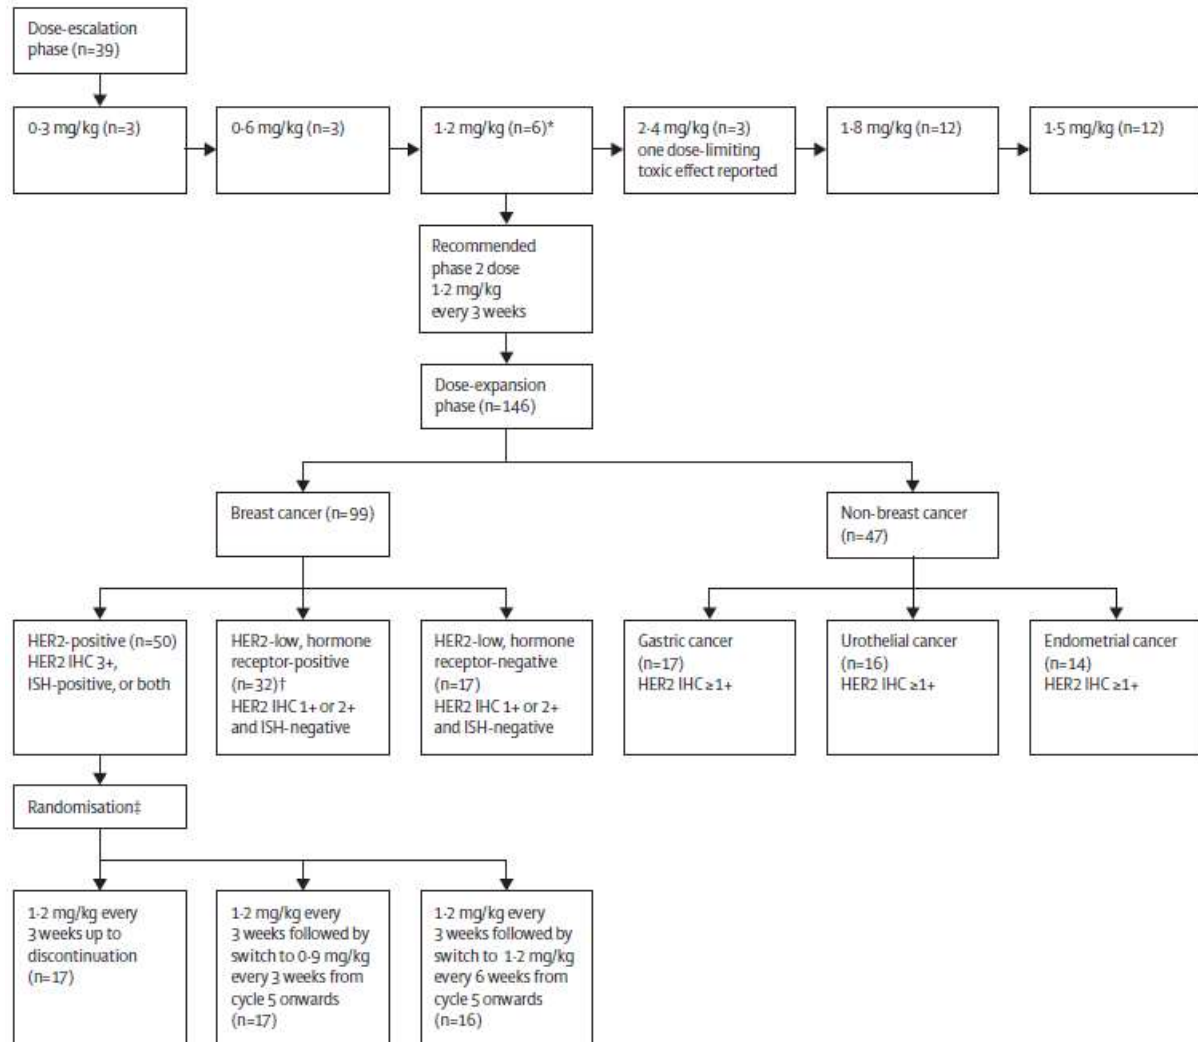 Dose-escalation
phase (n=39)
0·3 mg/kg (n=3)
0·6 mg/kg (n=3)
1·2 mg/kg (n=6)*
2·4 mg/kg (n=3)
one dose-limiting
toxic effect reported
1·8 mg/kg (n=12)
1·5 mg/kg (n=12)
Recommended
phase 2 dose
1·2 mg/kg
every 3 weeks
Dose-expansion
phase (n=146)
Breast cancer (n=99)
Non-breast cancer
(n=47)
HER2-positive (n=50)
HER2 IHC 3+,
ISH-positive, or both
HER2-low, hormone
receptor-positive
(n=32)†
HER2 IHC 1+ or 2+
and ISH-negative
HER2-low, hormone
receptor-negative
(n=17)
HER2 IHC 1+ or 2+
and ISH-negative
Gastric cancer
(n=17)
HER2 IHC ≥1+
Urothelial cancer
(n=16)
HER2 IHC ≥1+
Endometrial cancer
(n=14)
HER2 IHC ≥1+
Randomisation‡
1·2 mg/kg every
3 weeks up to
discontinuation
(n=17)
1·2 mg/kg every
3 weeks followed by
switch to 0·9 mg/kg
every 3 weeks from
cycle 5 onwards
(n=17)
1·2 mg/kg every
3 weeks followed by
switch to 1·2 mg/kg
every 6 weeks from
cycle 5 onwards
(n=16)